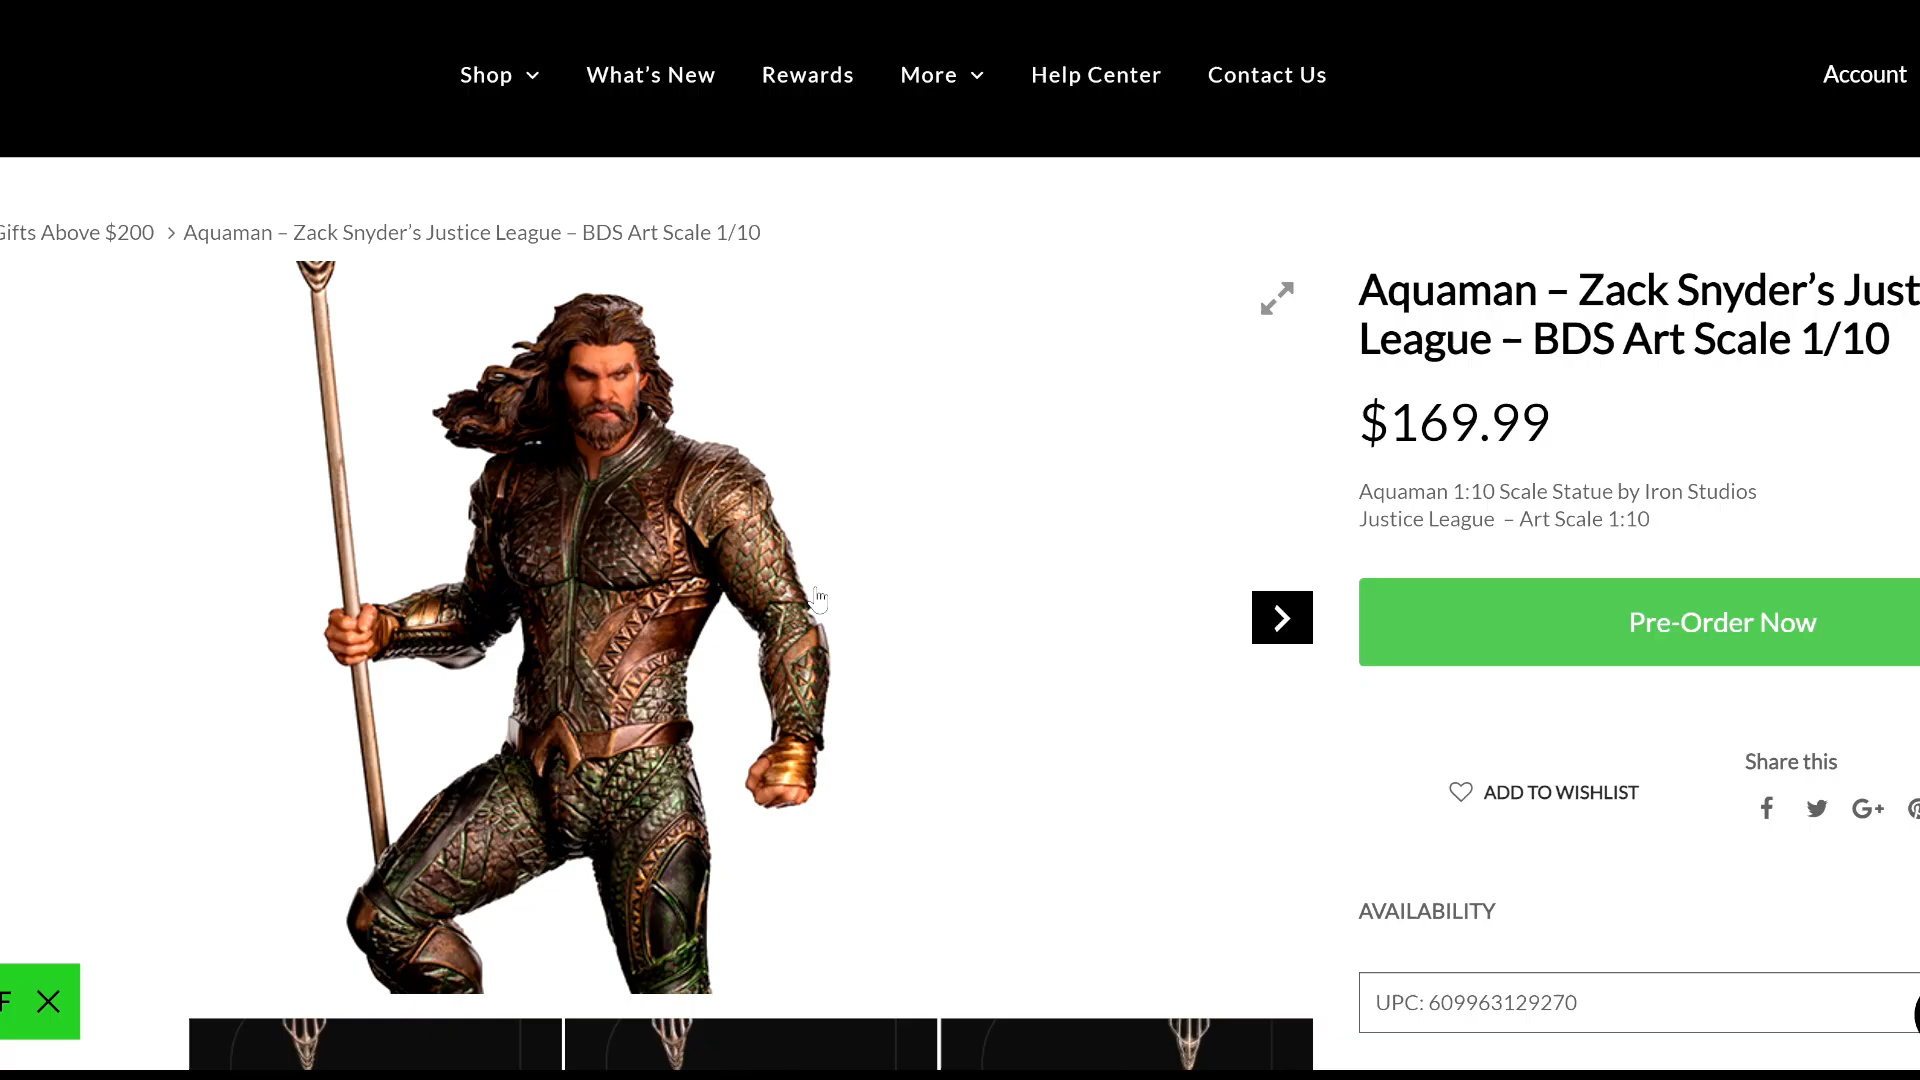 Shop
What's New
Rewards
More
Help Center
Contact Us
Account
Gifts Above $200 > Aquaman – Zack Snyder's Justice League – BDS Art Scale 1/10
Aquaman – Zack Snyder's Just
League – BDS Art Scale 1/10
$169.99
Aquaman 1:10 Scale Statue by Iron Studios
Justice League – Art Scale 1:10
Pre-Order Now
ADD TO WISHLIST
Share this
AVAILABILITY
UPC: 609963129270
F